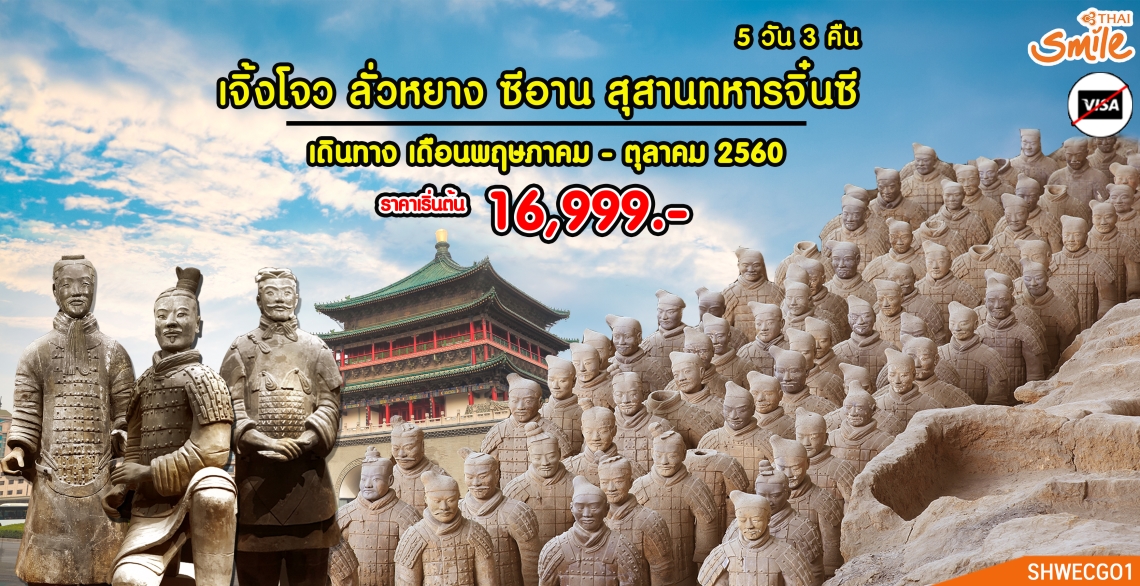 5 วัน 3 คืน
THAI
Smile
เจิ้งโจว ลั่วหยาง ซีอาน สุสานทหารจิ๋นซี
VISA
เดินทาง เดือนพฤษภาคม - ตุลาคม 2560
ราคาเริ่นต้น 16,999.-
SHWECGO1